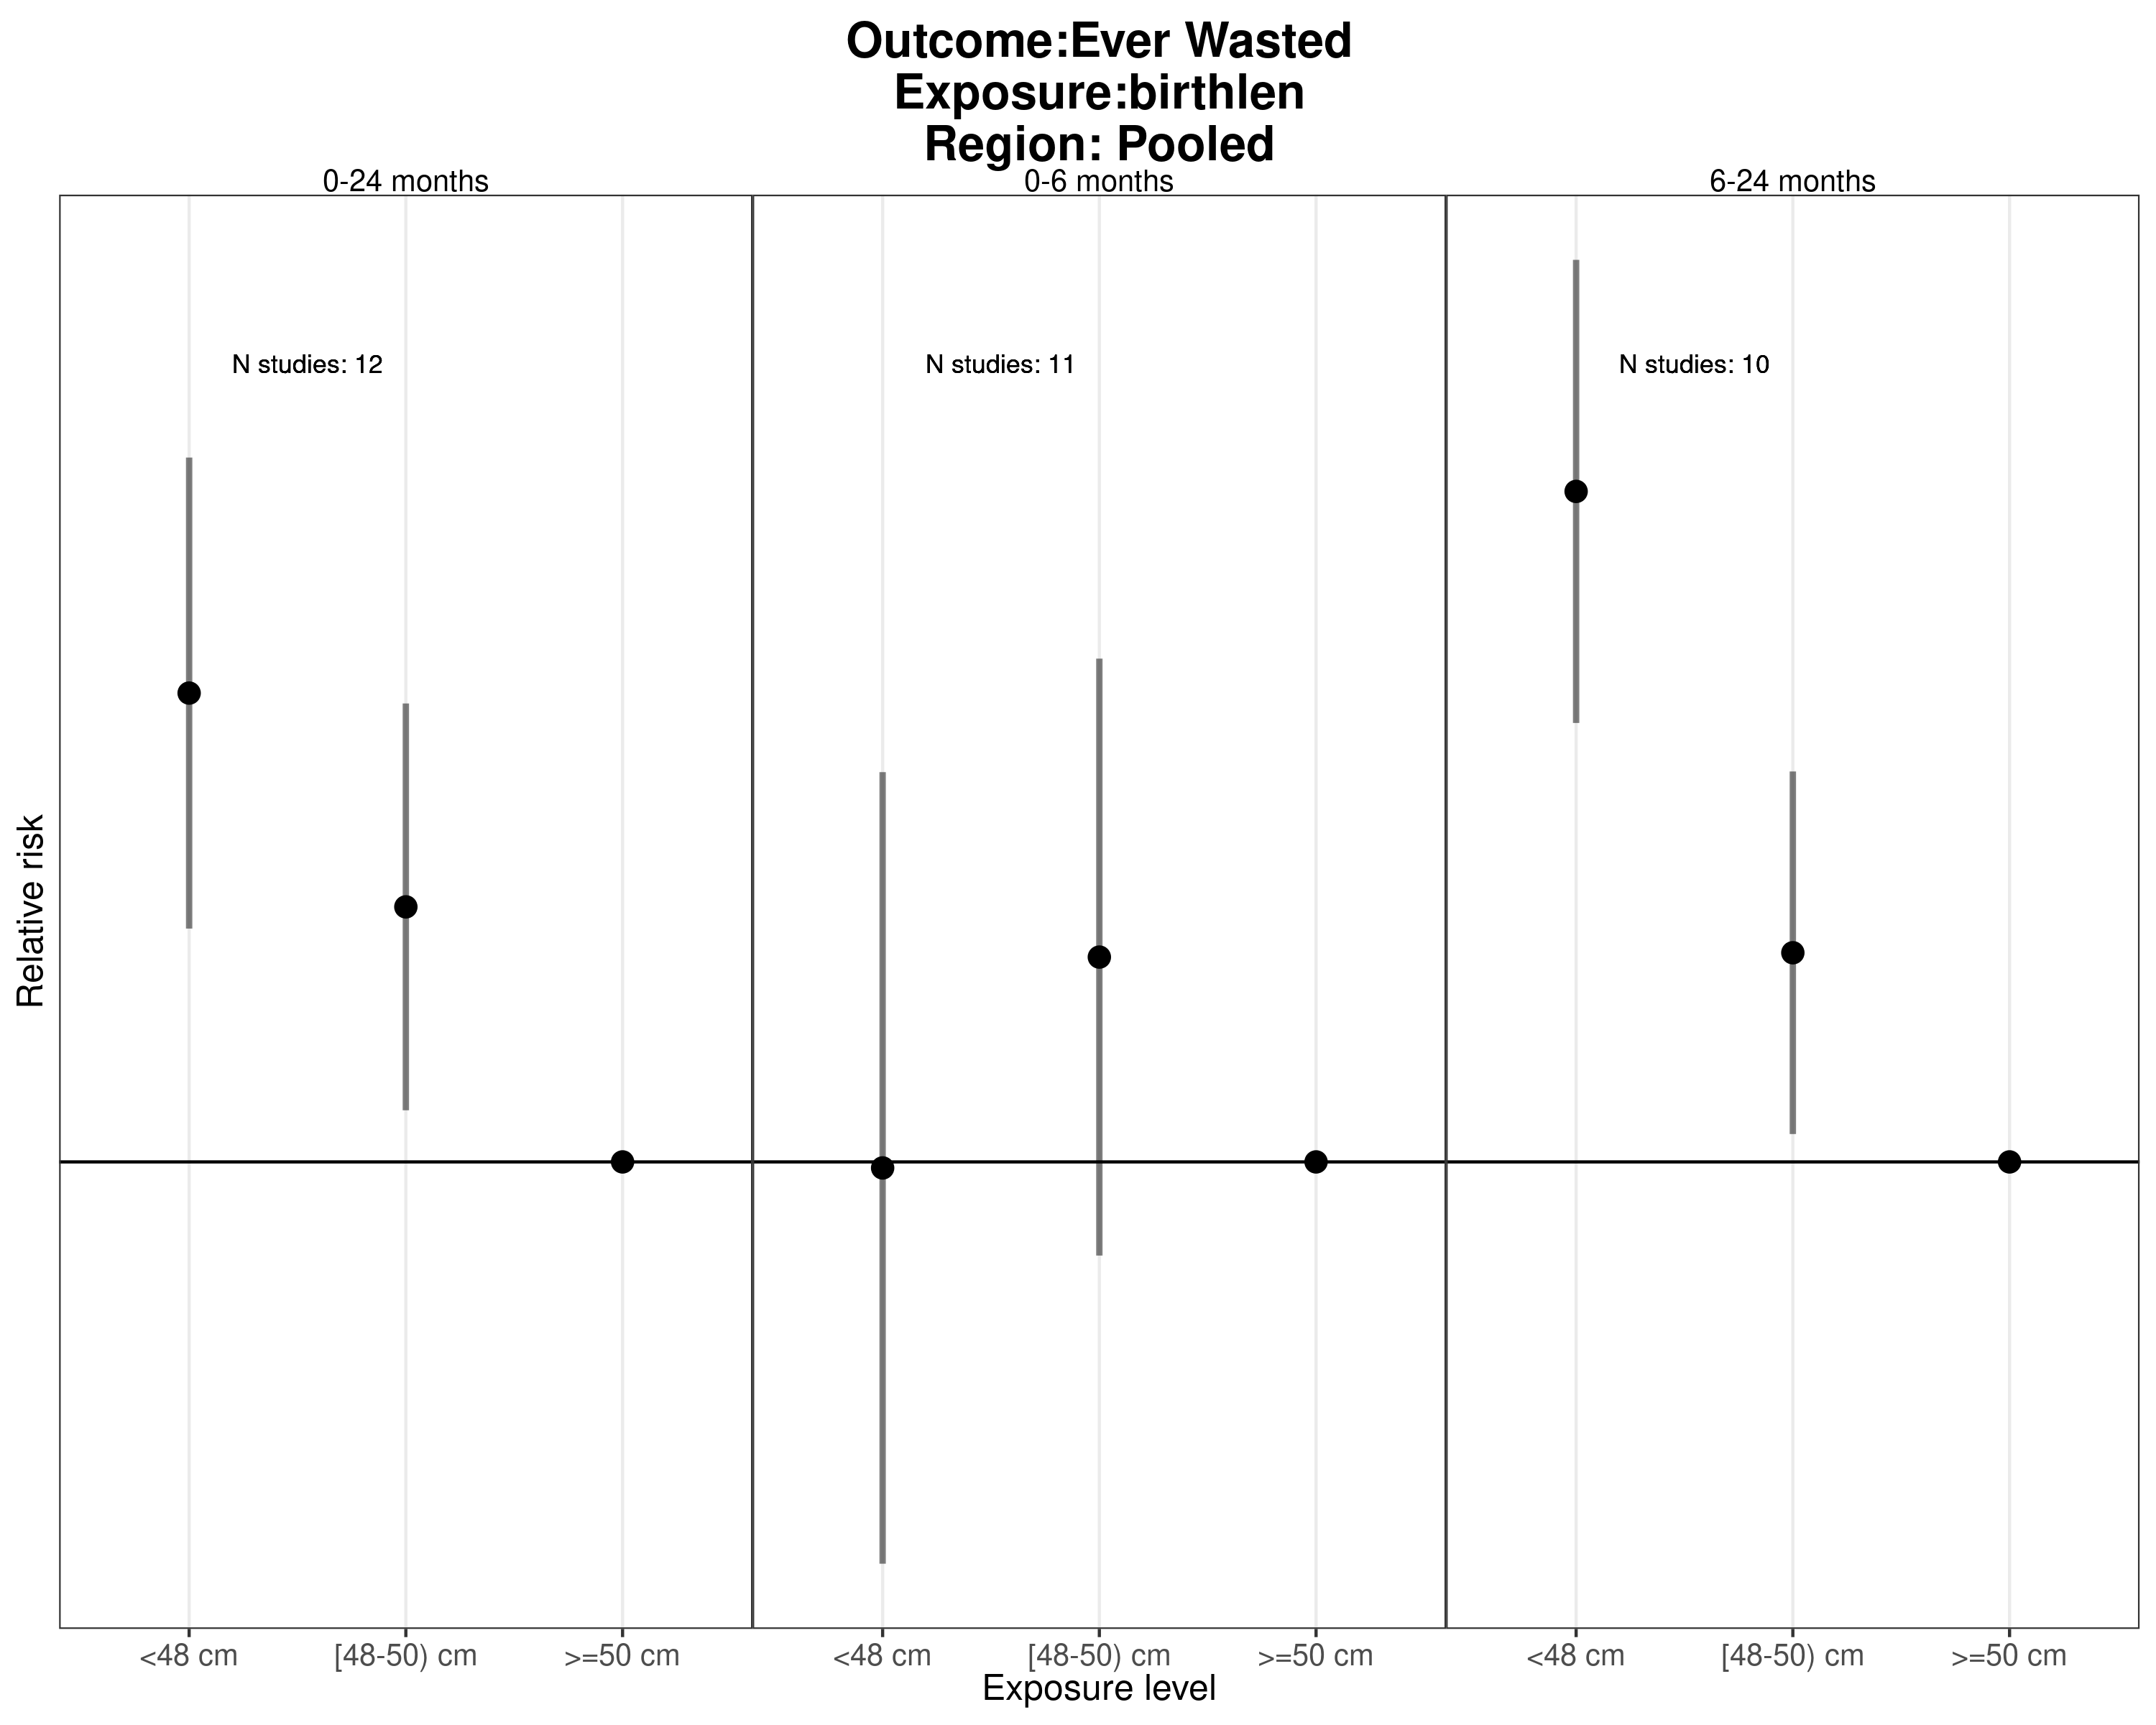 Outcome:Ever Wasted
Exposure:birthlen
Region: Pooled
0-24 months
0-6 months
6-24 months
N studies: 12
N studies: 11
N studies: 10
Relative risk
<48 cm
[48-50) cm
>=50 cm
<48 cm
[48-50) cm
>=50 cm
<48 cm
[48-50) cm
>=50 cm
Exposure level